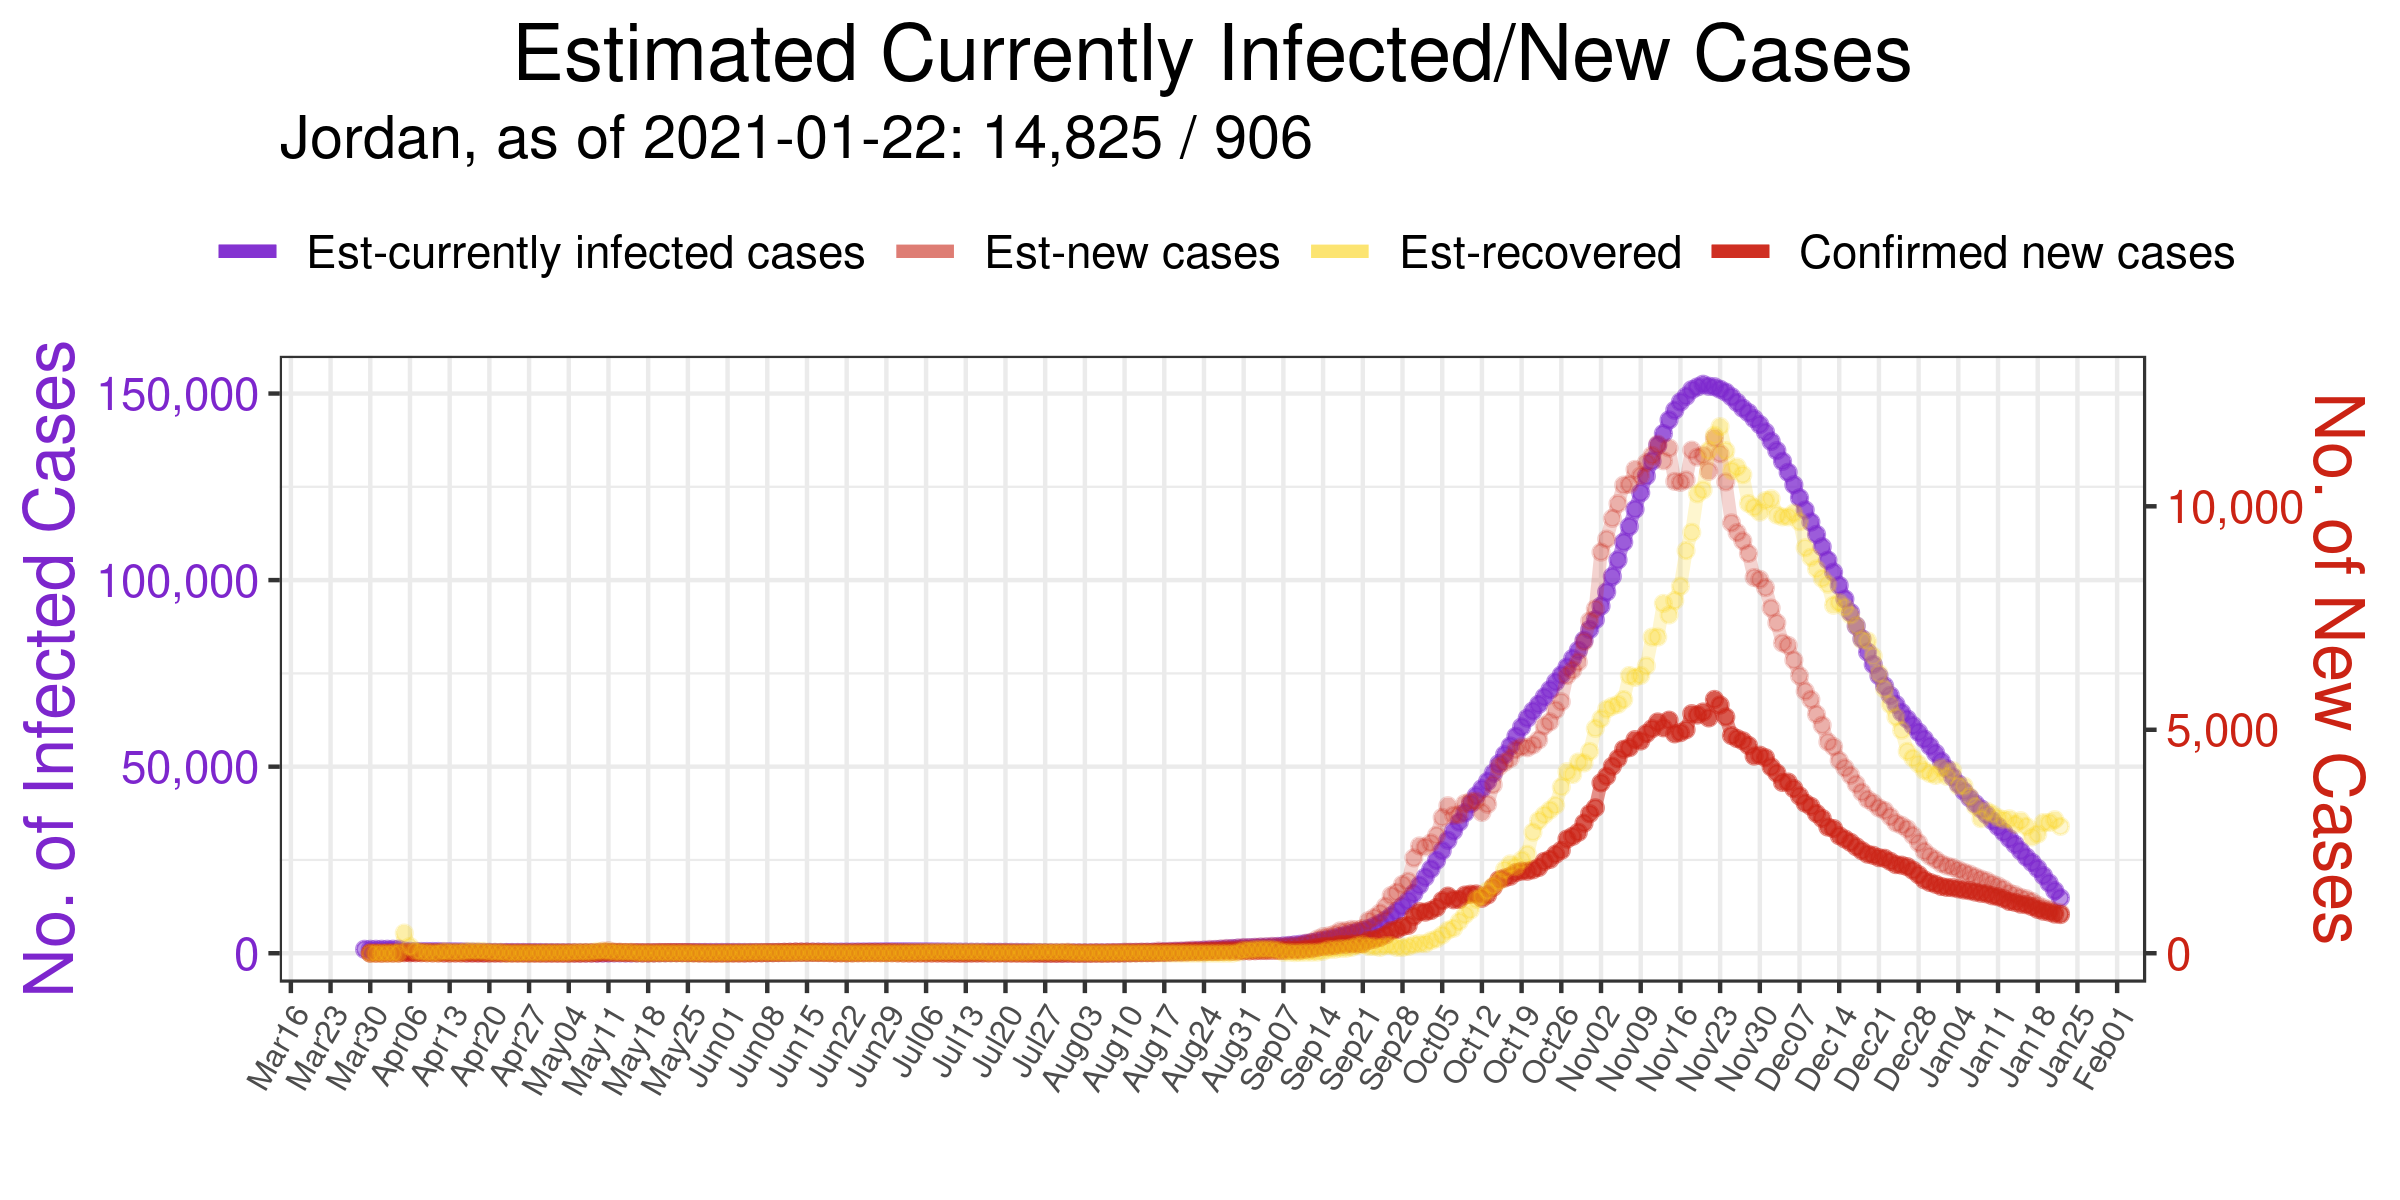 Estimated Currently Infected/New Cases
Jordan, as of 2021-01-22: 14,825 / 906
Est-currently infected cases
Est-new cases
Est-recovered
Confirmed new cases
No. of Infected Cases
150,000
100,000
50,000
0
No. of New Cases
10,000
5,000
0
Mar16
Mar23
Mar30
Apr06
Apr13
Apr20
Apr27
May04
May11
May18
May25
Jun01
Jun08
Jun15
Jun22
Jun29
Jul06
Jul13
Jul20
Jul27
Aug03
Aug10
Aug17
Aug24
Aug31
Sep07
Sep14
Sep21
Sep28
Oct05
Oct12
Oct19
Oct26
Nov02
Nov09
Nov16
Nov23
Nov30
Dec07
Dec14
Dec21
Dec28
Jan04
Jan11
Jan18
Jan25
Feb01